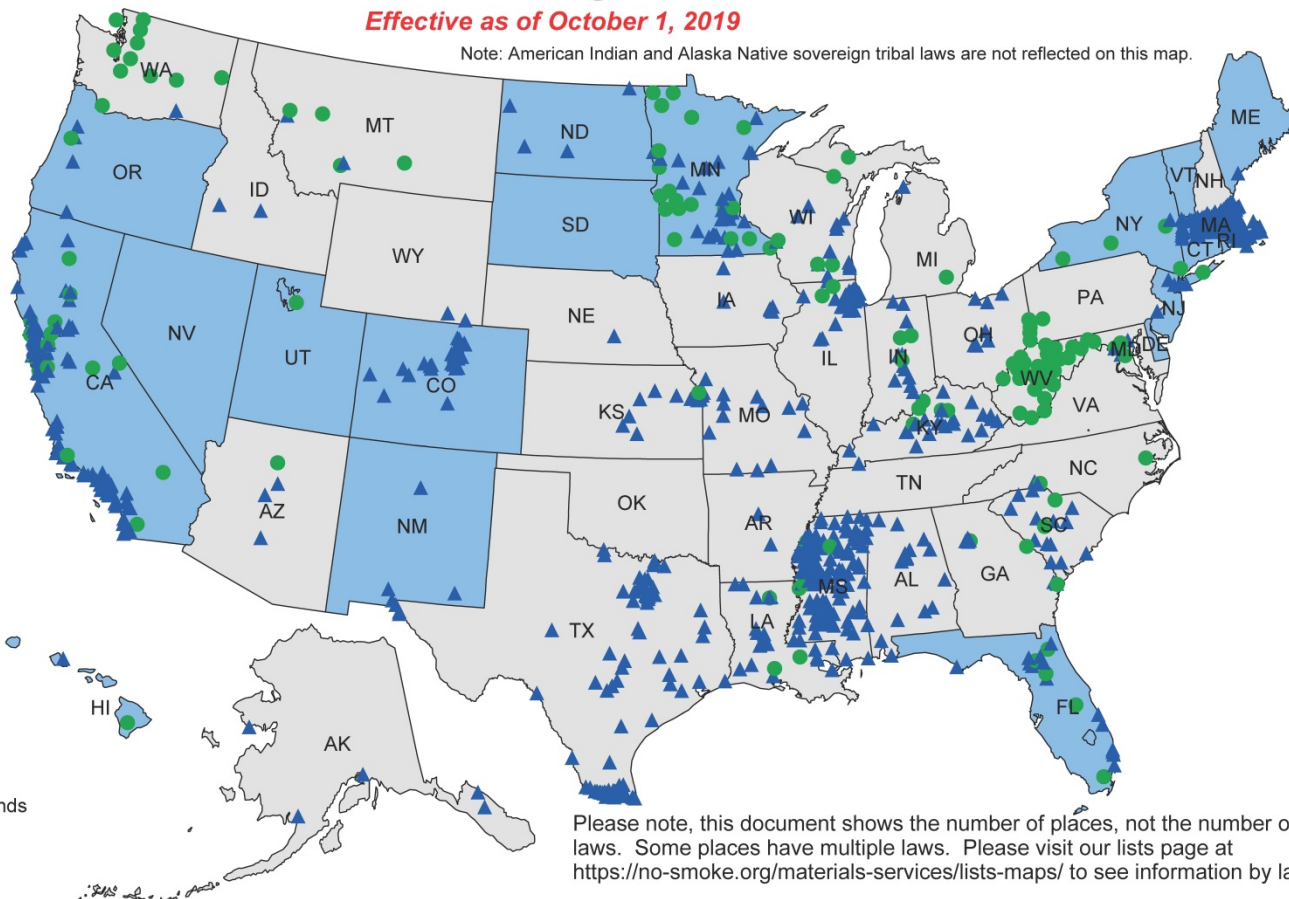 Effective as of October 1, 2019
Note: American Indian and Alaska Native sovereign tribal laws are not reflected on this map.
WA
MT
ND
MN
ME
OR
ID
SD
WI
VT
NH
NY
MA
CT
RI
WY
MI
IA
PA
NJ
NE
OH
NV
UT
IL
IN
MD
DE
CA
CO
WV
KS
MO
VA
KY
NC
TN
OK
AZ
NM
AR
SC
MS
AL
GA
TX
LA
HI
FL
AK
nds
Please note, this document shows the number of places, not the number o
laws. Some places have multiple laws. Please visit our lists page at
https://no-smoke.org/materials-services/lists-maps/ to see information by la